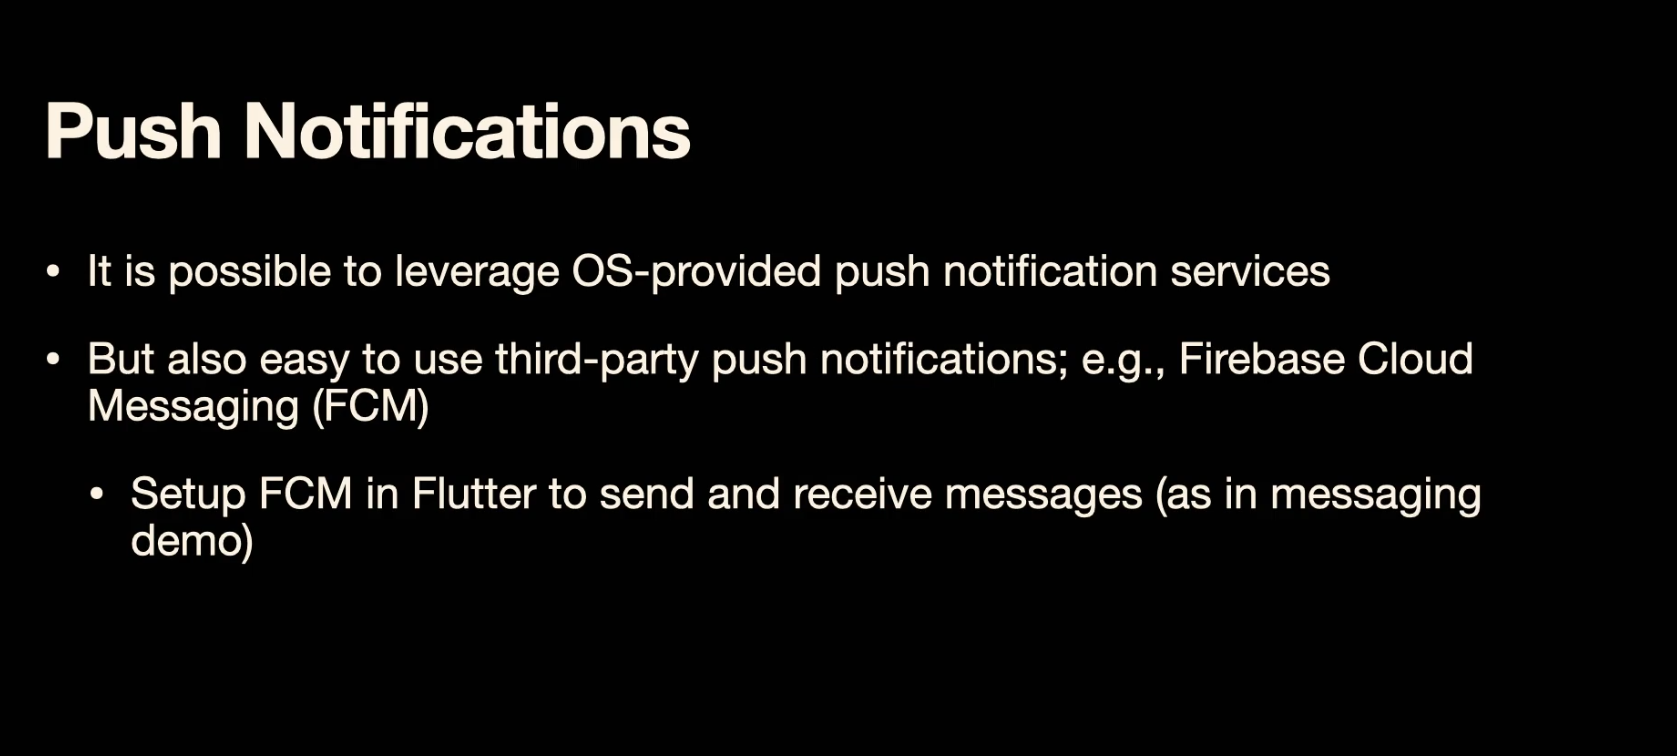 Push Notifications
• It is possible to leverage OS-provided push notification services
• But also easy to use third-party push notifications; e.g., Firebase Cloud
Messaging (FCM)
• Setup FCM in Flutter to send and receive messages (as in messaging
demo)